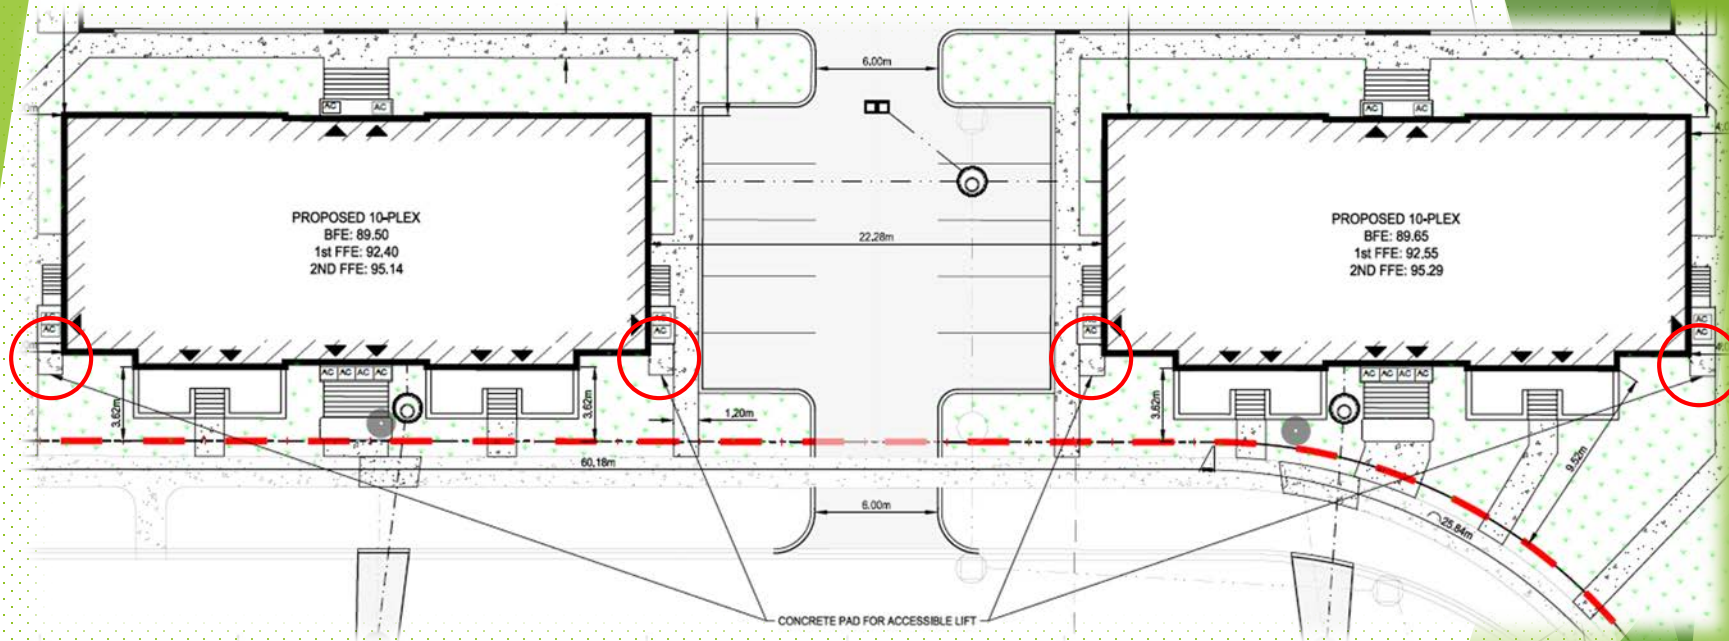 6.00m
AC AC
AC AC
PROPOSED 10-PLEX
BFE: 89.50
1st FFE: 92.40
2ND FFE: 95.14
22.28m
PROPOSED 10-PLEX
BFE: 89.65
1st FFE: 92.55
2ND FFE: 95.29
AC
AC
AC
AC
AC
AC
AC
AC
AC AC AC AC
AC AC AC AC
3.62m
3.62m
1.20m
3.62m
9.52m
60.18m
6.00m
25.84m
CONCRETE PAD FOR ACCESSIBLE LIFT